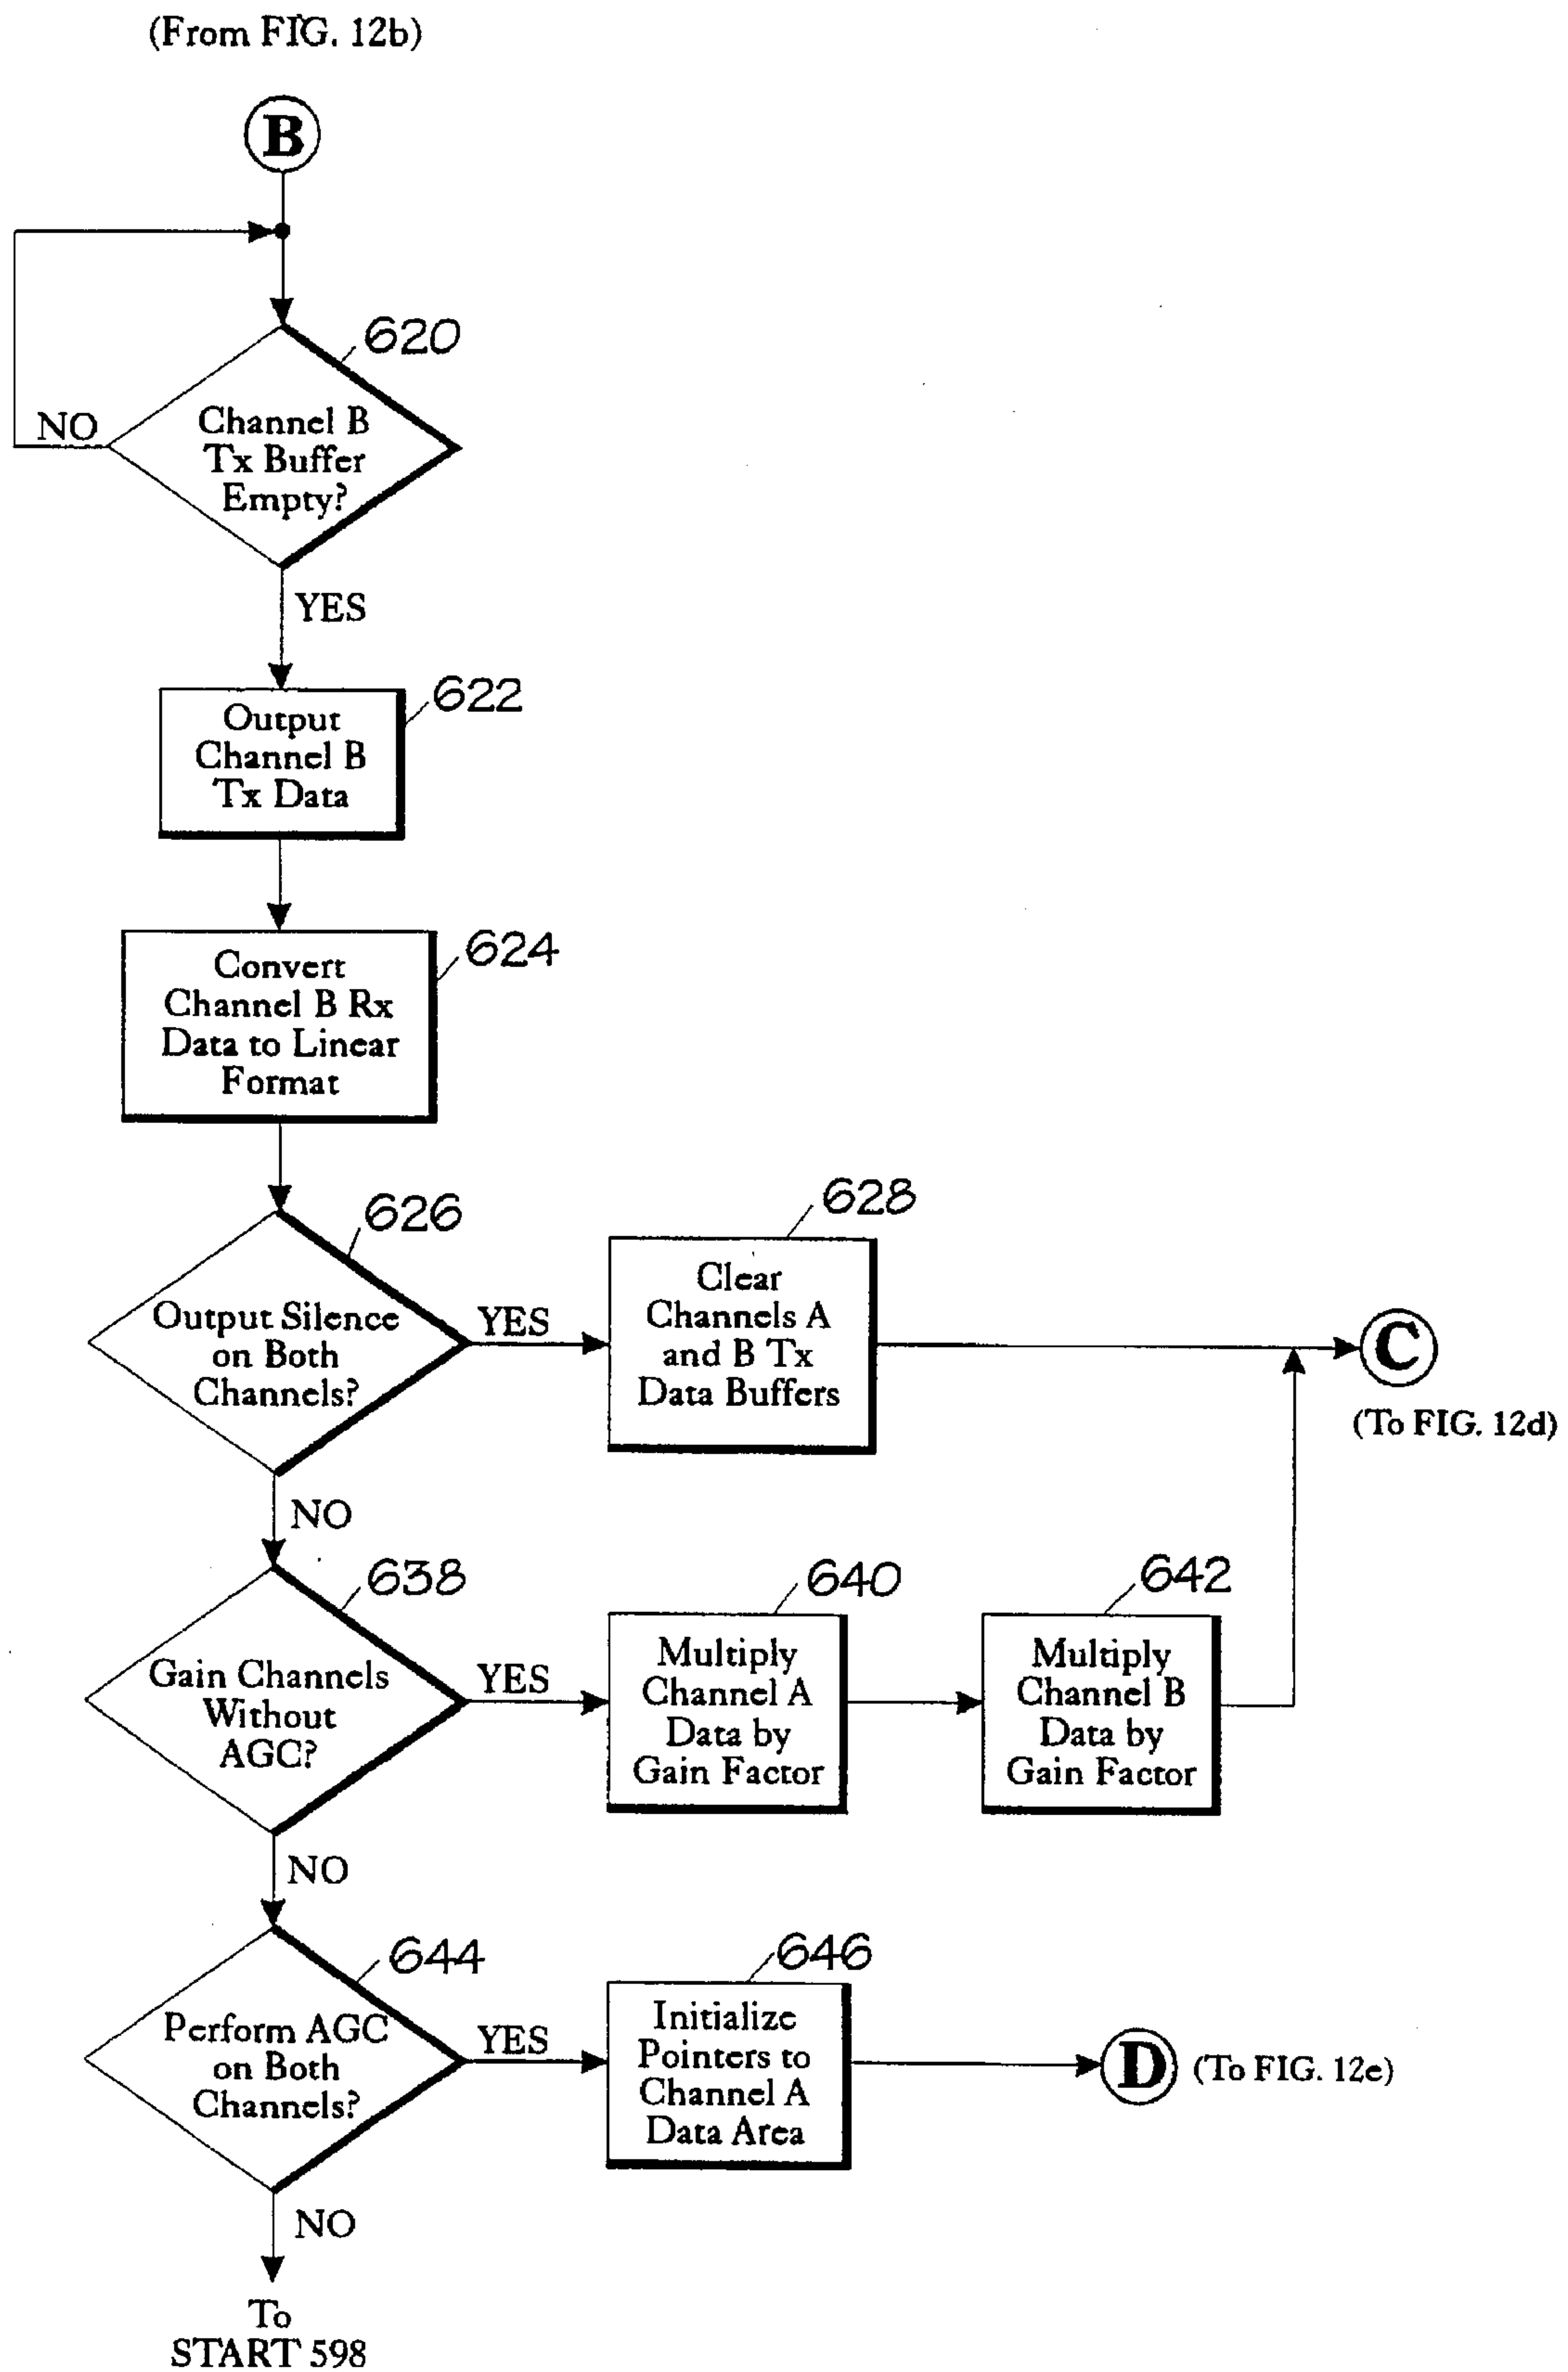 (From FIG. 12b)
B
620
Channel B
Tx Buffer
Empty?
NO
YES
622
Output
Channel B
Tx Data
624
Convert
Channel B Rx
Data to Linear
Format
626
Output Silence
on Both
Channels?
YES
628
Clear
Channels A
and B Tx
Data Buffers
C
(To FIG. 12d)
NO
638
Gain Channels
Without
AGC?
YES
640
Multiply
Channel A
Data by
Gain Factor
642
Multiply
Channel B
Data by
Gain Factor
NO
644
Perform AGC
on Both
Channels?
YES
646
Initialize
Pointers to
Channel A
Data Area
D
(To FIG. 12e)
NO
To
START 598